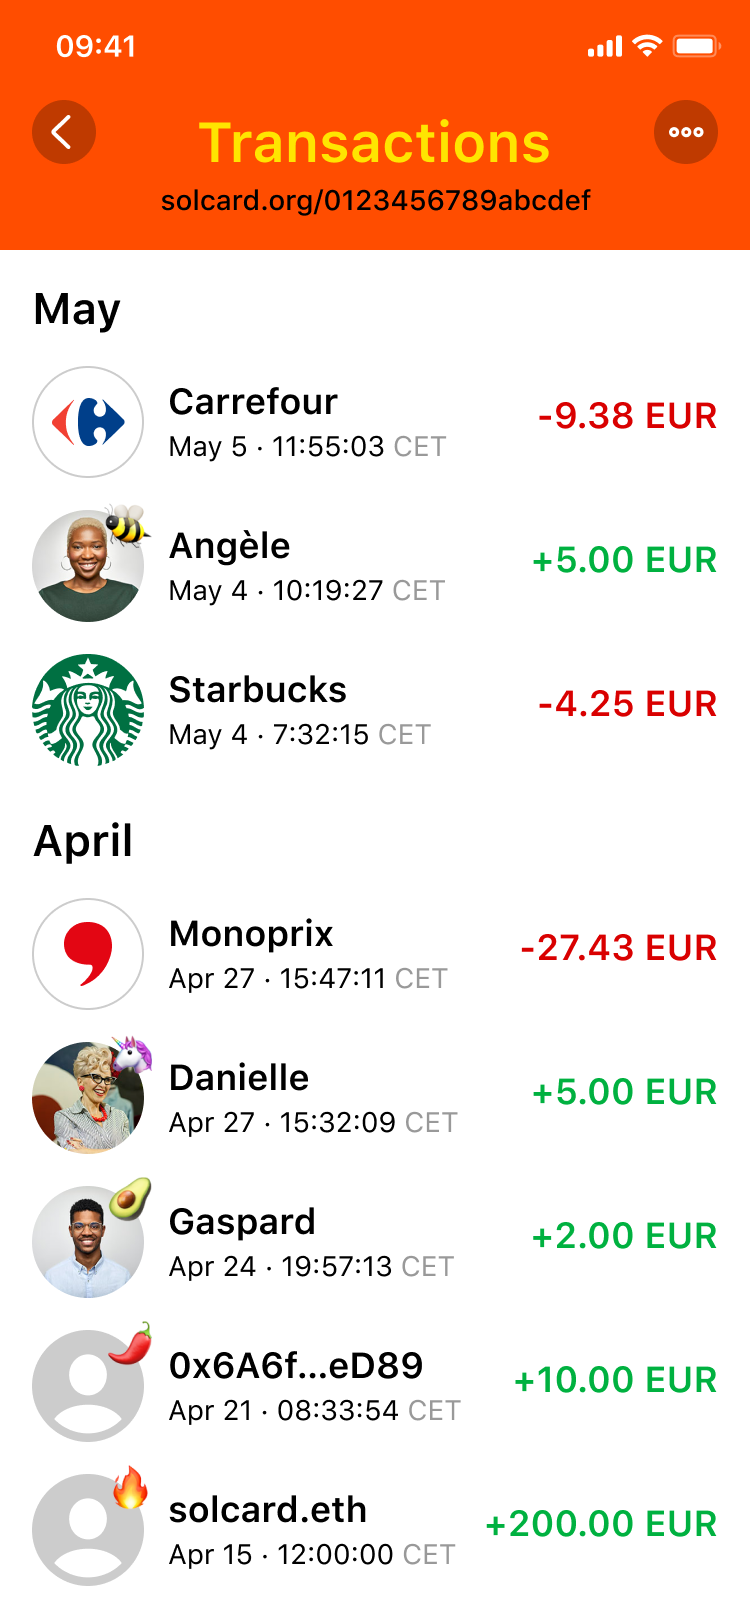 09:41
Transactions
solcard.org/0123456789abcdef
May
Carrefour
-9.38 EUR
May 5 · 11:55:03 CET
Angèle
+5.00 EUR
May 4 · 10:19:27 CET
Starbucks
-4.25 EUR
May 4 · 7:32:15 CET
April
Monoprix
-27.43 EUR
Apr 27 · 15:47:11 CET
Danielle
+5.00 EUR
Apr 27 · 15:32:09 CET
Gaspard
+2.00 EUR
Apr 24 · 19:57:13 CET
0x6A6f...eD89
+10.00 EUR
Apr 21 · 08:33:54 CET
solcard.eth
+200.00 EUR
Apr 15 · 12:00:00 CET